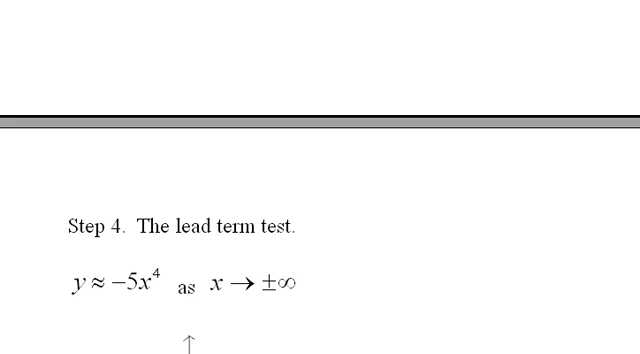 Step 4. The lead term test.
y ≈ −5x⁴ as x → ±∞
↑